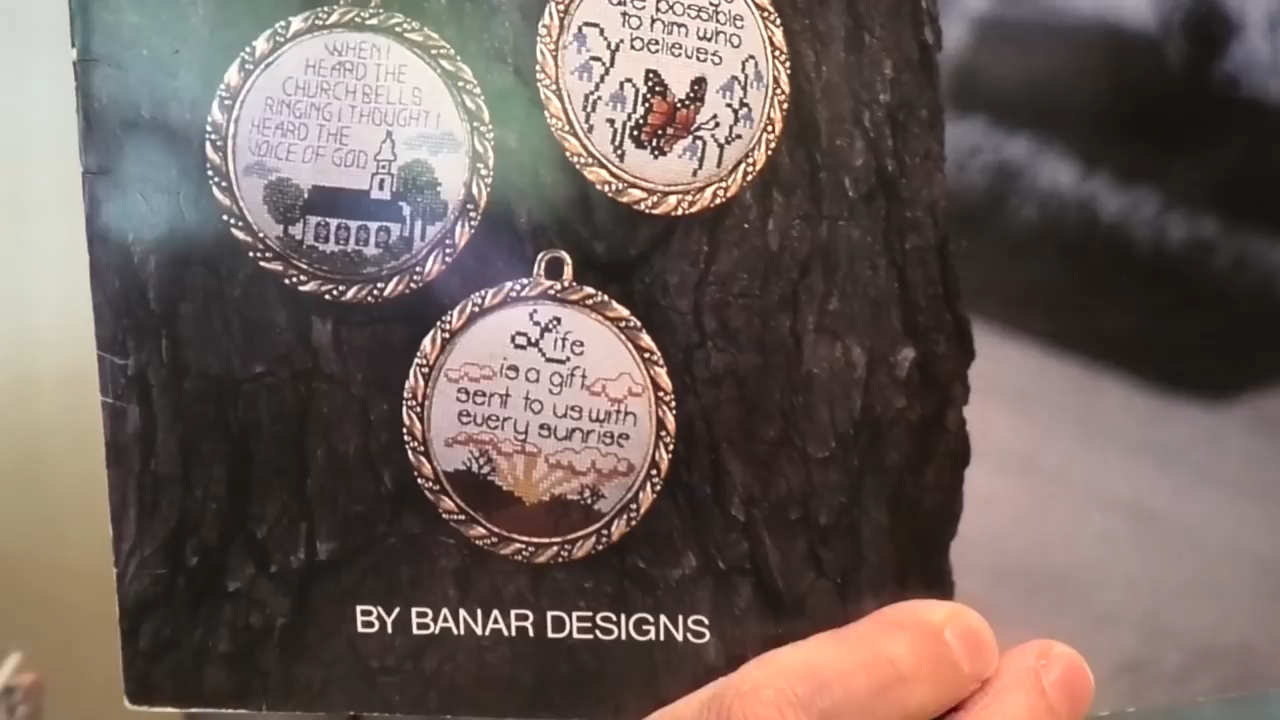 WHEN I
HEARD THE
CHURCH BELLS
RINGING I THOUGHT I
HEARD THE
VOICE OF GOD
are possible
to him who
believes
Life
is a gift
sent to us with
every sunrise
BY BANAR DESIGNS